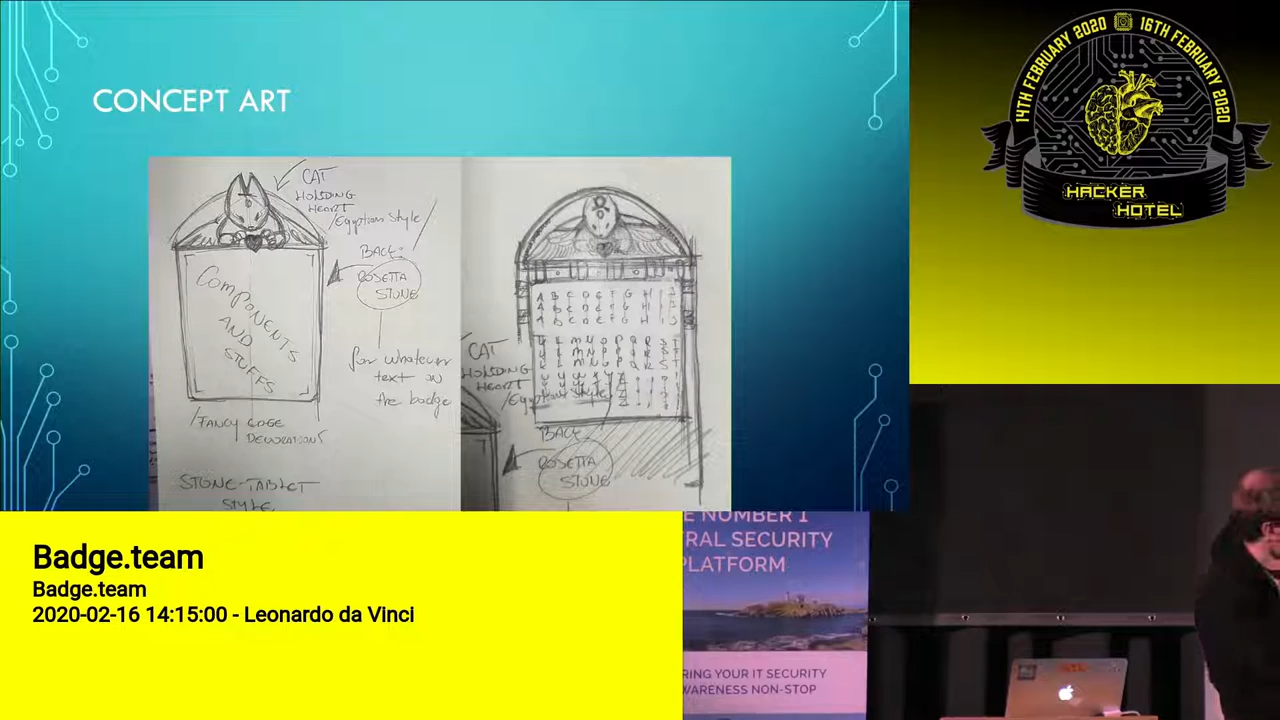 CONCEPT ART
CAT
HOLDING
HEART
/Egyptian Style/
BACK:
ROSETTA
STONE
COMPONENTS
AND
STUFFS
for whatever
text on
the badge
/FANCY EDGE
DECORATIONS
STONE-TABLET
STYLE
A B C D E F G H I J
A B C D E F G H I J
A B C D E F G H I J
K L M N O P Q R S T
K L M N O P Q R S T
K L M N O P Q R S T
CAT
HOLDING
HEART
/Egyptian Style
BACK:
ROSETTA
STONE
14TH FEBRUARY 2020
16TH FEBRUARY 2020
HACKER
HOTEL
Badge.team
Badge.team
2020-02-16 14:15:00 - Leonardo da Vinci
E NUMBER 1
RAL SECURITY
PLATFORM
RING YOUR IT SECURITY
WARENESS NON-STOP